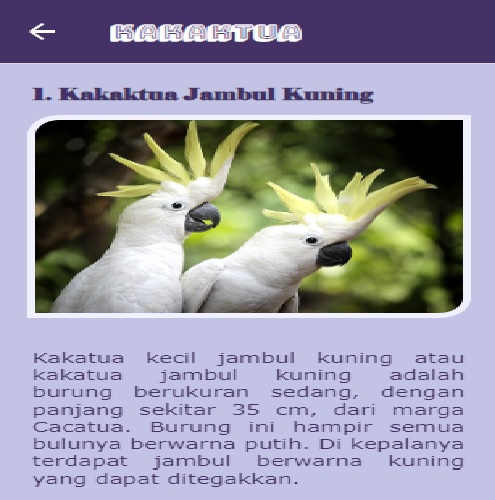 KAKAKTUA
1. Kakaktua Jambul Kuning
Kakatua kecil jambul kuning atau
kakatua jambul kuning adalah
burung berukuran sedang, dengan
panjang sekitar 35 cm, dari marga
Cacatua. Burung ini hampir semua
bulunya berwarna putih. Di kepalanya
terdapat jambul berwarna kuning
yang dapat ditegakkan.